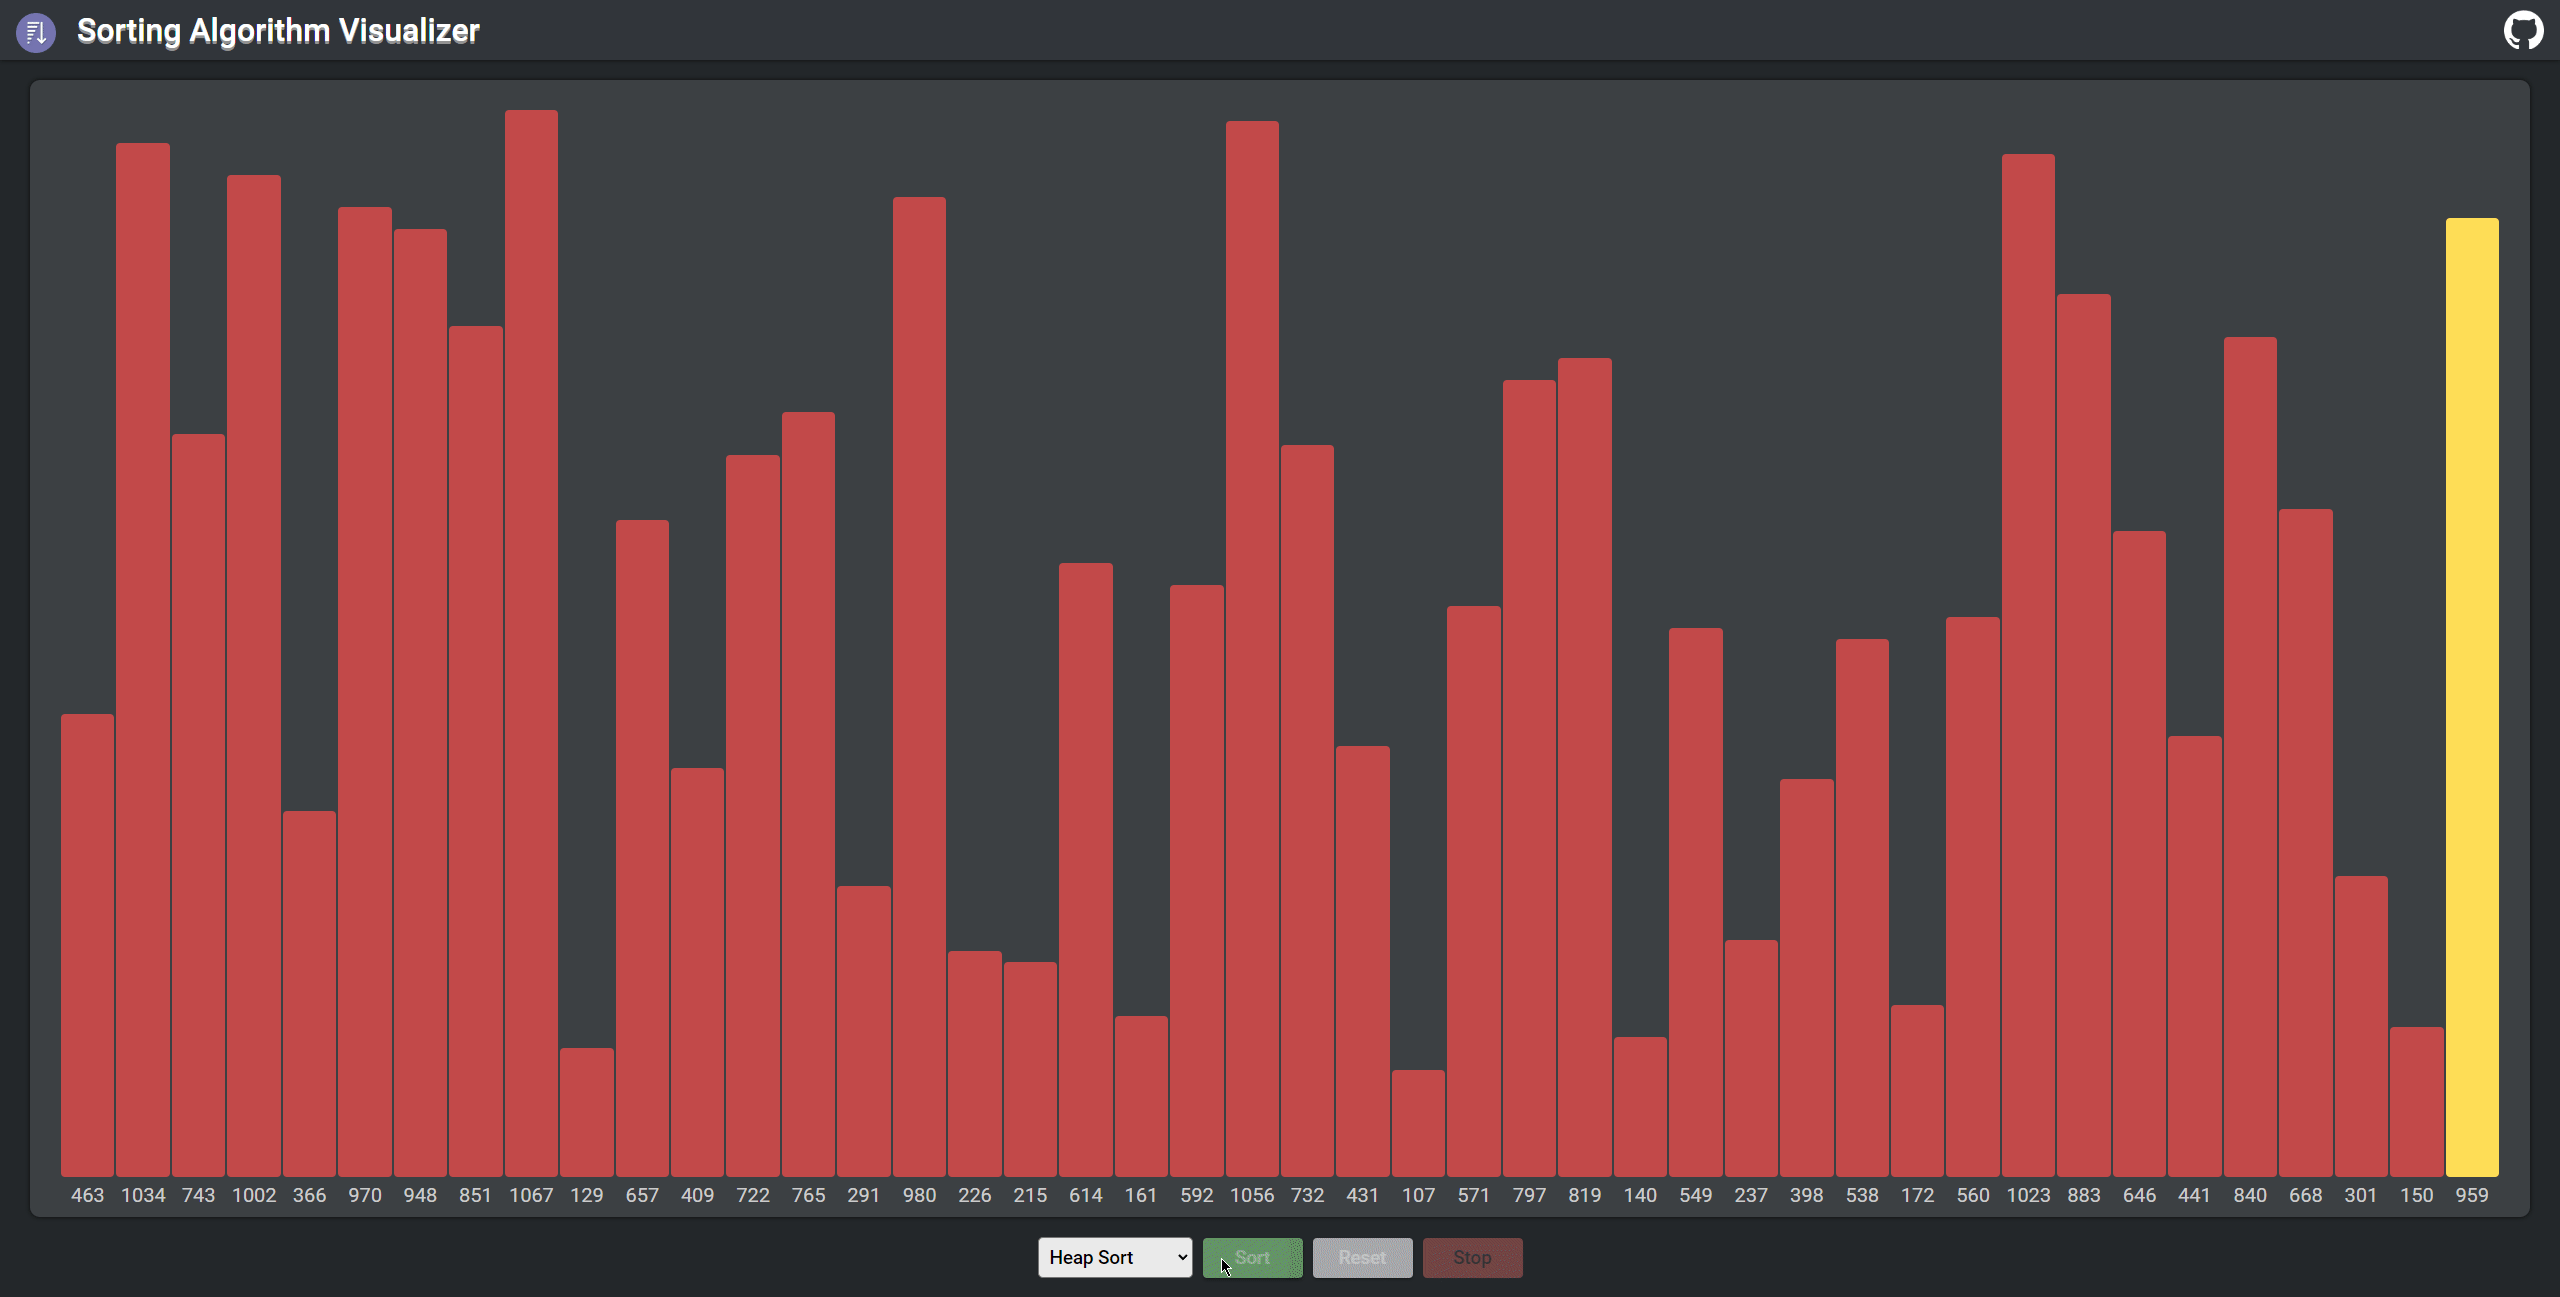 Sorting Algorithm Visualizer
463 1034 743 1002 366 970 948 851 1067 129 657 409 722 765 291 980 226 215 614 161 592 1056 732 431 107 571 797 819 140 549 237 398 538 172 560 1023 883 646 441 840 668 301 150 959
Heap Sort Sort Reset Stop